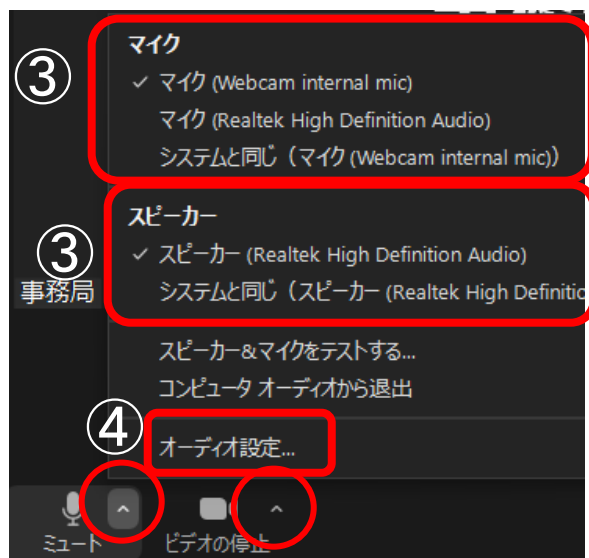 ③
マイク
マイク (Webcam internal mic)
マイク (Realtek High Definition Audio)
システムと同じ（マイク (Webcam internal mic)）
③
スピーカー
スピーカー (Realtek High Definition Audio)
事務局
システムと同じ（スピーカー (Realtek High Definitio
スピーカー&マイクをテストする...
コンピュータ オーディオから退出
④
オーディオ設定...
ミュート
ビデオの停止